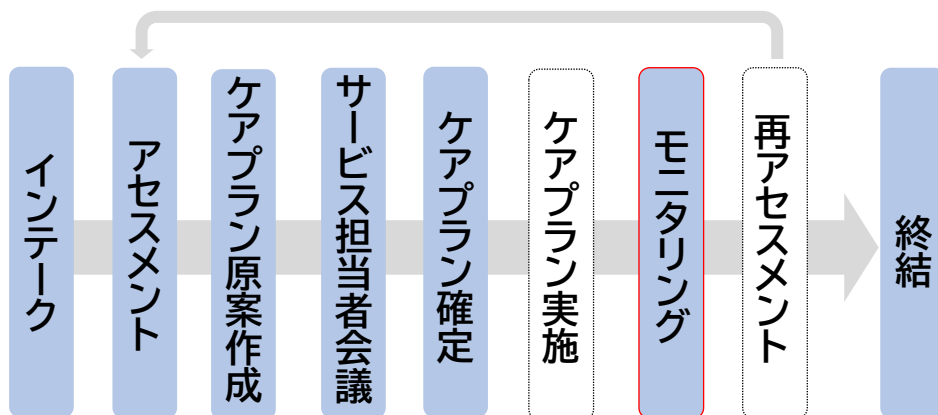 インテーク
アセスメント
ケアプラン原案作成
サービス担当者会議
ケアプラン確定
ケアプラン実施
モニタリング
再アセスメント
終結